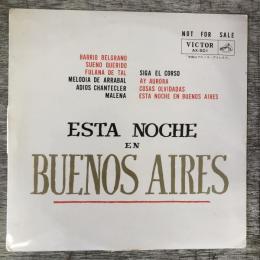 NOT FOR SALE
VICTOR
BARRIO BELGRANO
SUENO QUERIDO
FULANA DE TAL
MELODIA DE ARRABAL
ADIOS CHANTECLER
MALENA
SIGA EL CORSO
AY AURORA
COSAS OLVIDADAS
ESTA NOCHE EN BUENOS AIRES
ESTA NOCHE
EN
BUENOS AIRES